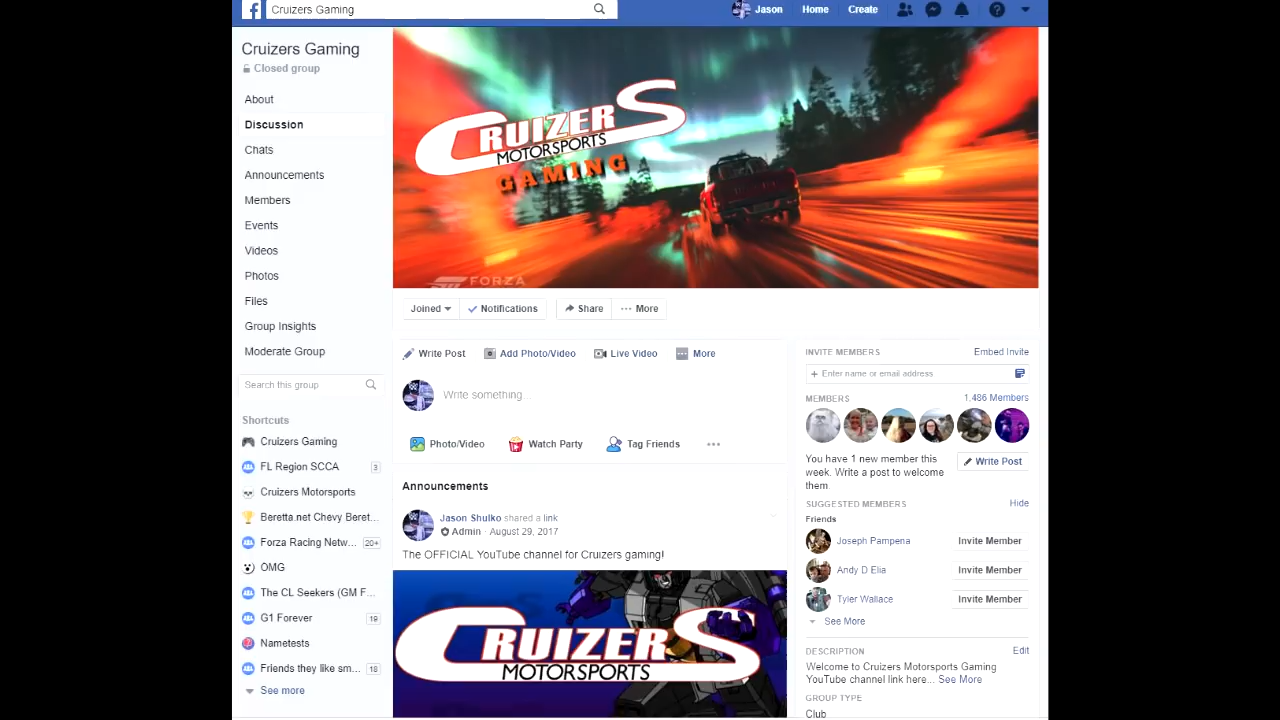 Cruizers Gaming
Jason Home Create
Cruizers Gaming
Closed group
About
Discussion
Chats
Announcements
Members
Events
Videos
Photos
Files
Group Insights
Moderate Group
Search this group
Shortcuts
Cruizers Gaming
FL Region SCCA 3
Cruizers Motorsports
Beretta.net Chevy Beret...
Forza Racing Netw... 20+
OMG
The CL Seekers (GM F...
G1 Forever 19
Nametests
Friends they like sm... 18
See more
CRUIZERS
MOTORSPORTS
GAMING
FORZA
Joined Notifications Share ··· More
Write Post Add Photo/Video Live Video More
Write something...
Photo/Video Watch Party Tag Friends ···
Announcements
Jason Shulko shared a link
Admin · August 29, 2017
The OFFICIAL YouTube channel for Cruizers gaming!
CRUIZERS
MOTORSPORTS
INVITE MEMBERS Embed Invite
+ Enter name or email address
MEMBERS 1,486 Members
You have 1 new member this
week. Write a post to welcome
them.
Write Post
SUGGESTED MEMBERS Hide
Friends
Joseph Pampena Invite Member
Andy D Elia Invite Member
Tyler Wallace Invite Member
See More
DESCRIPTION Edit
Welcome to Cruizers Motorsports Gaming
YouTube channel link here... See More
GROUP TYPE
Club